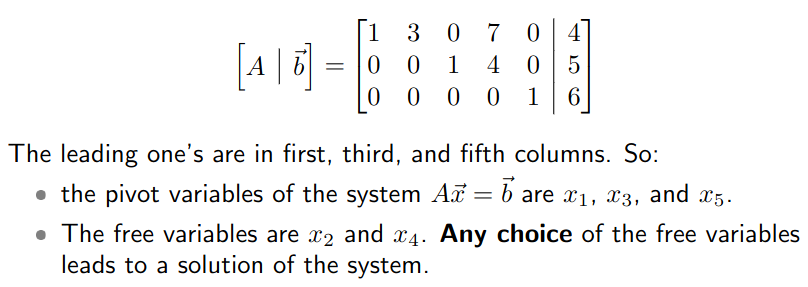 [A | b⃗] = [1 3 0 7 0 | 4
0 0 1 4 0 | 5
0 0 0 0 1 | 6]
The leading one's are in first, third, and fifth columns. So:
• the pivot variables of the system Ax⃗ = b⃗ are x₁, x₃, and x₅.
• The free variables are x₂ and x₄. Any choice of the free variables
leads to a solution of the system.